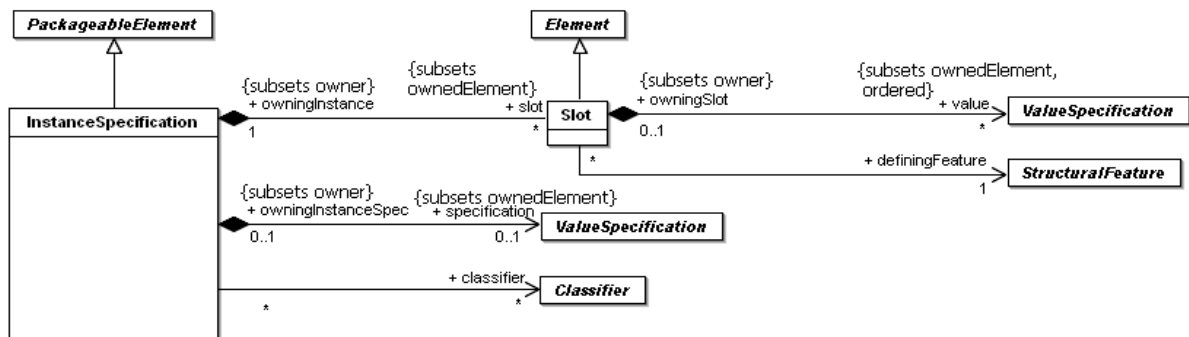 PackageableElement
Element
{subsets owner}
+ owningInstance
1
{subsets
ownedElement}
+ slot
*
{subsets owner}
+ owningSlot
0..1
{subsets ownedElement,
ordered}
+ value
*
InstanceSpecification
Slot
ValueSpecification
*
+ definingFeature
1
StructuralFeature
{subsets owner}
+ owningInstanceSpec
0..1
{subsets ownedElement}
+ specification
0..1
ValueSpecification
+ classifier
*
*
Classifier